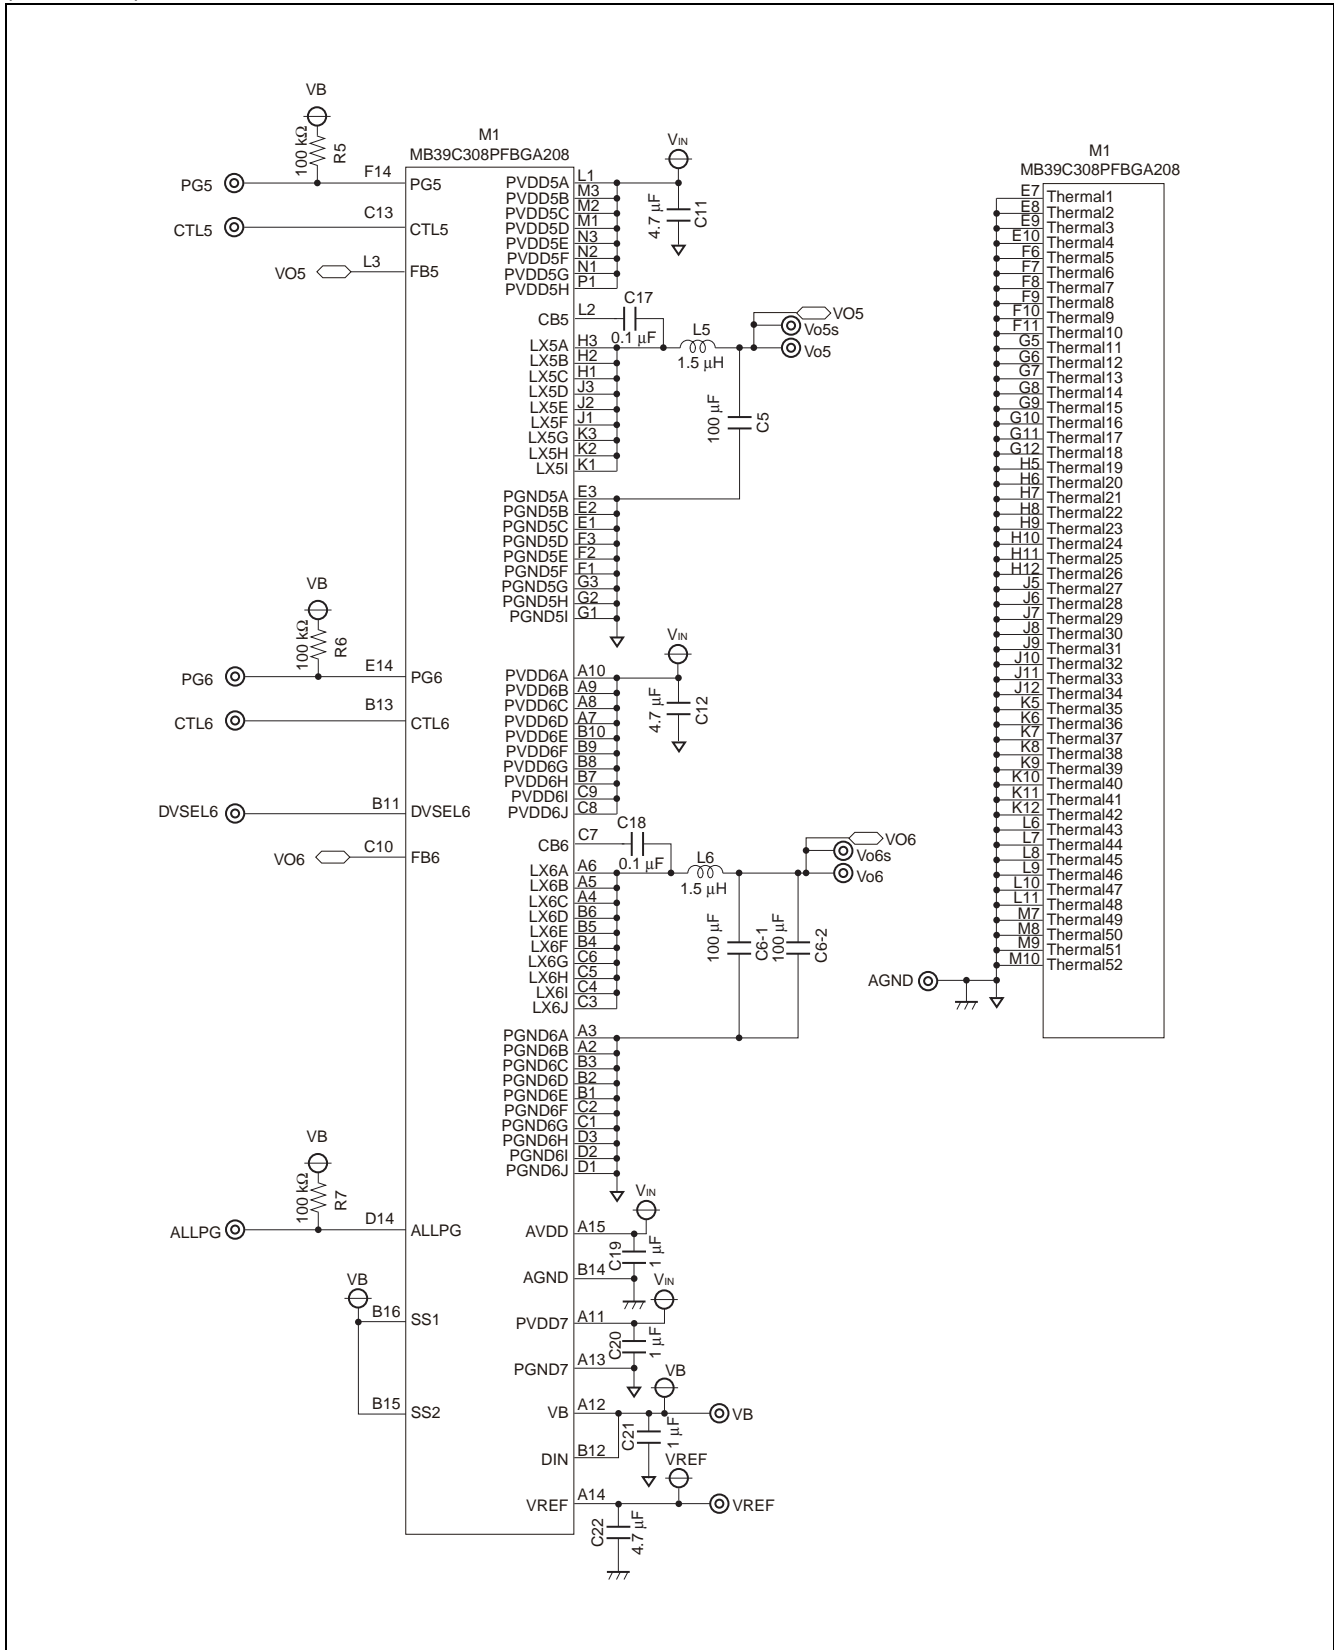 VB
100 kΩ
R5
PG5
F14
PG5
CTL5
C13
CTL5
VO5
L3
FB5
VB
100 kΩ
R6
PG6
E14
PG6
CTL6
B13
CTL6
DVSEL6
B11
DVSEL6
VO6
C10
FB6
VB
100 kΩ
R7
ALLPG
D14
ALLPG
VB
B16
SS1
B15
SS2
M1
MB39C308PFBGA208
PVDD5A L1
PVDD5B M3
PVDD5C M2
PVDD5D M1
PVDD5E N3
PVDD5F N2
PVDD5G N1
PVDD5H P1
VIN
4.7 μF
C11
CB5 L2
C17
0.1 μF
LX5A H3
LX5B H2
LX5C H1
LX5D J3
LX5E J2
LX5F J1
LX5G K3
LX5H K2
LX5I K1
L5
1.5 μH
VO5
Vo5s
Vo5
100 μF
C5
PGND5A E3
PGND5B E2
PGND5C E1
PGND5D F3
PGND5E F2
PGND5F F1
PGND5G G3
PGND5H G2
PGND5I G1
VIN
4.7 μF
C12
PVDD6A A10
PVDD6B A9
PVDD6C A8
PVDD6D A7
PVDD6E B10
PVDD6F B9
PVDD6G B8
PVDD6H B7
PVDD6I C9
PVDD6J C8
CB6 C7
C18
0.1 μF
LX6A A6
LX6B A5
LX6C A4
LX6D B6
LX6E B5
LX6F B4
LX6G C6
LX6H C5
LX6I C4
LX6J C3
L6
1.5 μH
VO6
Vo6s
Vo6
100 μF
C6-1
100 μF
C6-2
PGND6A A3
PGND6B A2
PGND6C B3
PGND6D B2
PGND6E B1
PGND6F C2
PGND6G C1
PGND6H D3
PGND6I D2
PGND6J D1
VIN
AVDD A15
C19
1 μF
AGND B14
VIN
PVDD7 A11
C20
1 μF
PGND7 A13
VB
VB A12
VB
C21
1 μF
DIN B12
VREF
VREF A14
VREF
C22
4.7 μF
M1
MB39C308PFBGA208
E7 Thermal1
E8 Thermal2
E9 Thermal3
E10 Thermal4
F6 Thermal5
F7 Thermal6
F8 Thermal7
F9 Thermal8
F10 Thermal9
F11 Thermal10
G5 Thermal11
G6 Thermal12
G7 Thermal13
G8 Thermal14
G9 Thermal15
G10 Thermal16
G11 Thermal17
G12 Thermal18
H5 Thermal19
H6 Thermal20
H7 Thermal21
H8 Thermal22
H9 Thermal23
H10 Thermal24
H11 Thermal25
H12 Thermal26
J5 Thermal27
J6 Thermal28
J7 Thermal29
J8 Thermal30
J9 Thermal31
J10 Thermal32
J11 Thermal33
J12 Thermal34
K5 Thermal35
K6 Thermal36
K7 Thermal37
K8 Thermal38
K9 Thermal39
K10 Thermal40
K11 Thermal41
K12 Thermal42
L6 Thermal43
L7 Thermal44
L8 Thermal45
L9 Thermal46
L10 Thermal47
L11 Thermal48
M7 Thermal49
M8 Thermal50
M9 Thermal51
M10 Thermal52
AGND